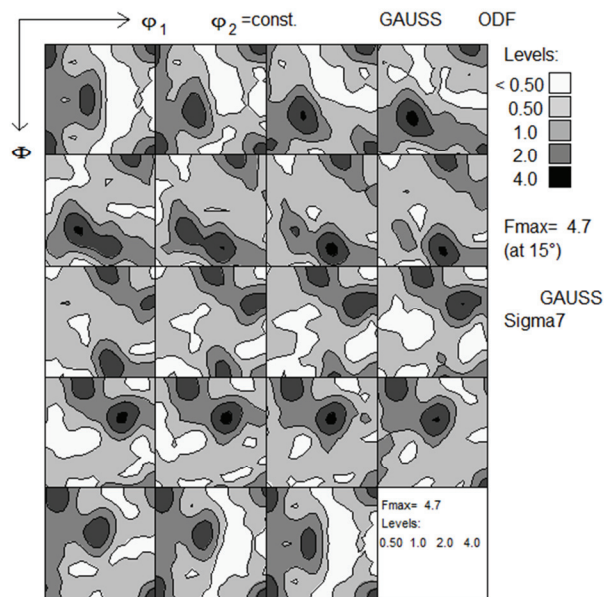 φ1 φ2 =const. GAUSS ODF
Levels:
< 0.50
0.50
1.0
2.0
4.0
Φ
Fmax= 4.7
(at 15°)
GAUSS
Sigma7
Fmax= 4.7
Levels:
0.50 1.0 2.0 4.0